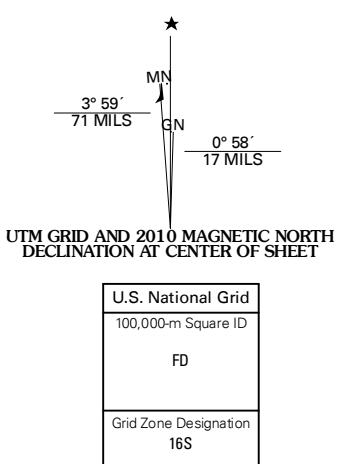 ★
MN
3° 59´
71 MILS
GN
0° 58´
17 MILS
UTM GRID AND 2010 MAGNETIC NORTH
DECLINATION AT CENTER OF SHEET
U.S. National Grid
100,000-m Square ID
FD
Grid Zone Designation
16S